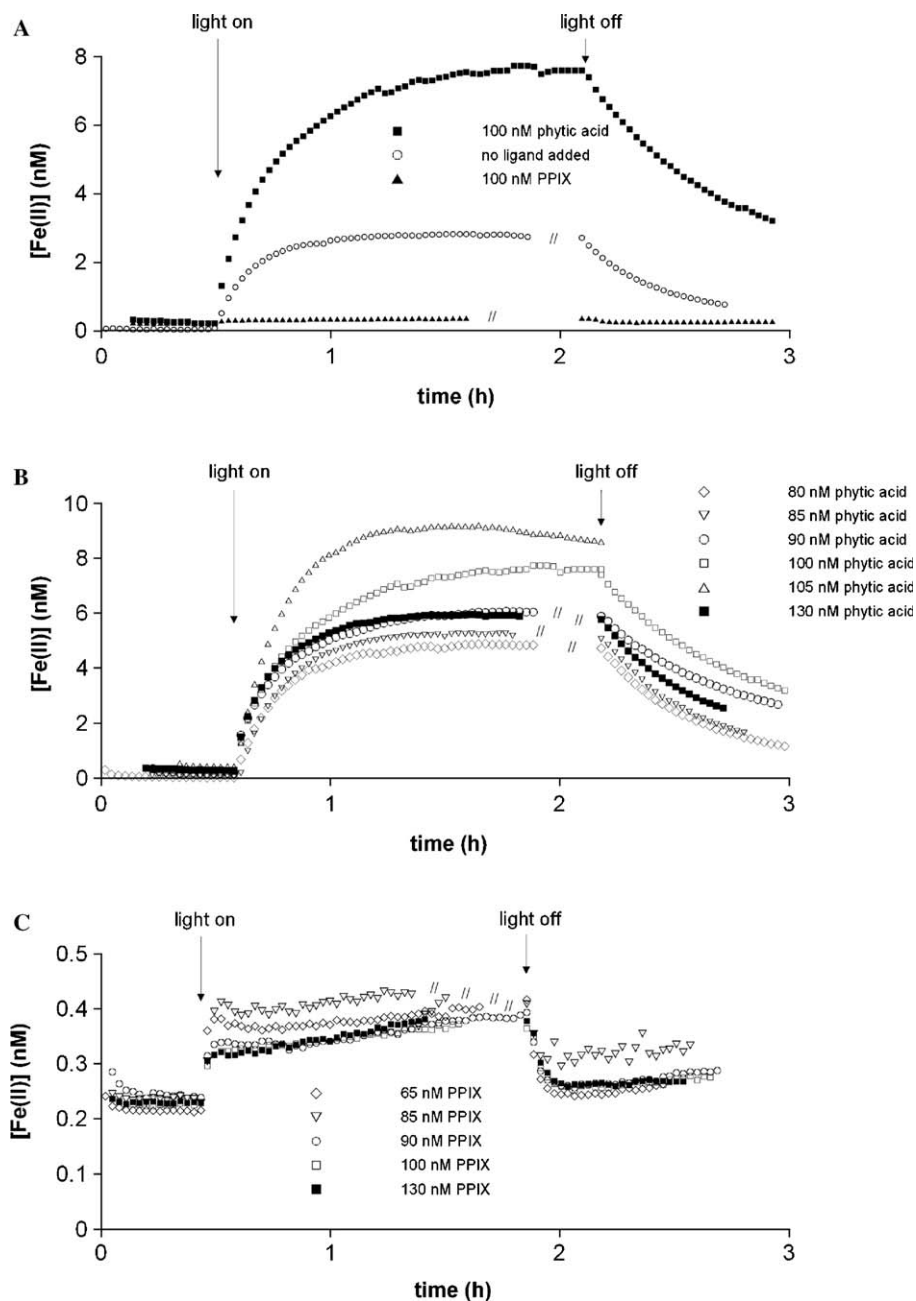 A
light on
light off
8
6
4
2
0
[Fe(II)] (nM)
100 nM phytic acid
no ligand added
100 nM PPIX
//
//
0
1
2
3
time (h)
B
light on
light off
80 nM phytic acid
85 nM phytic acid
90 nM phytic acid
100 nM phytic acid
105 nM phytic acid
130 nM phytic acid
10
8
6
4
2
0
[Fe(II)] (nM)
//
//
//
//
0
1
2
3
time (h)
C
light on
light off
0.5
0.4
0.3
0.2
0.1
0
[Fe(II)] (nM)
//
//
//
//
65 nM PPIX
85 nM PPIX
90 nM PPIX
100 nM PPIX
130 nM PPIX
0
1
2
3
time (h)